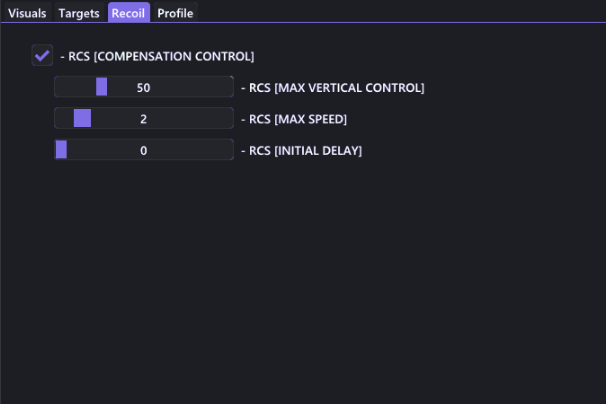 Visuals Targets Recoil Profile
- RCS [COMPENSATION CONTROL]
50 - RCS [MAX VERTICAL CONTROL]
2 - RCS [MAX SPEED]
0 - RCS [INITIAL DELAY]